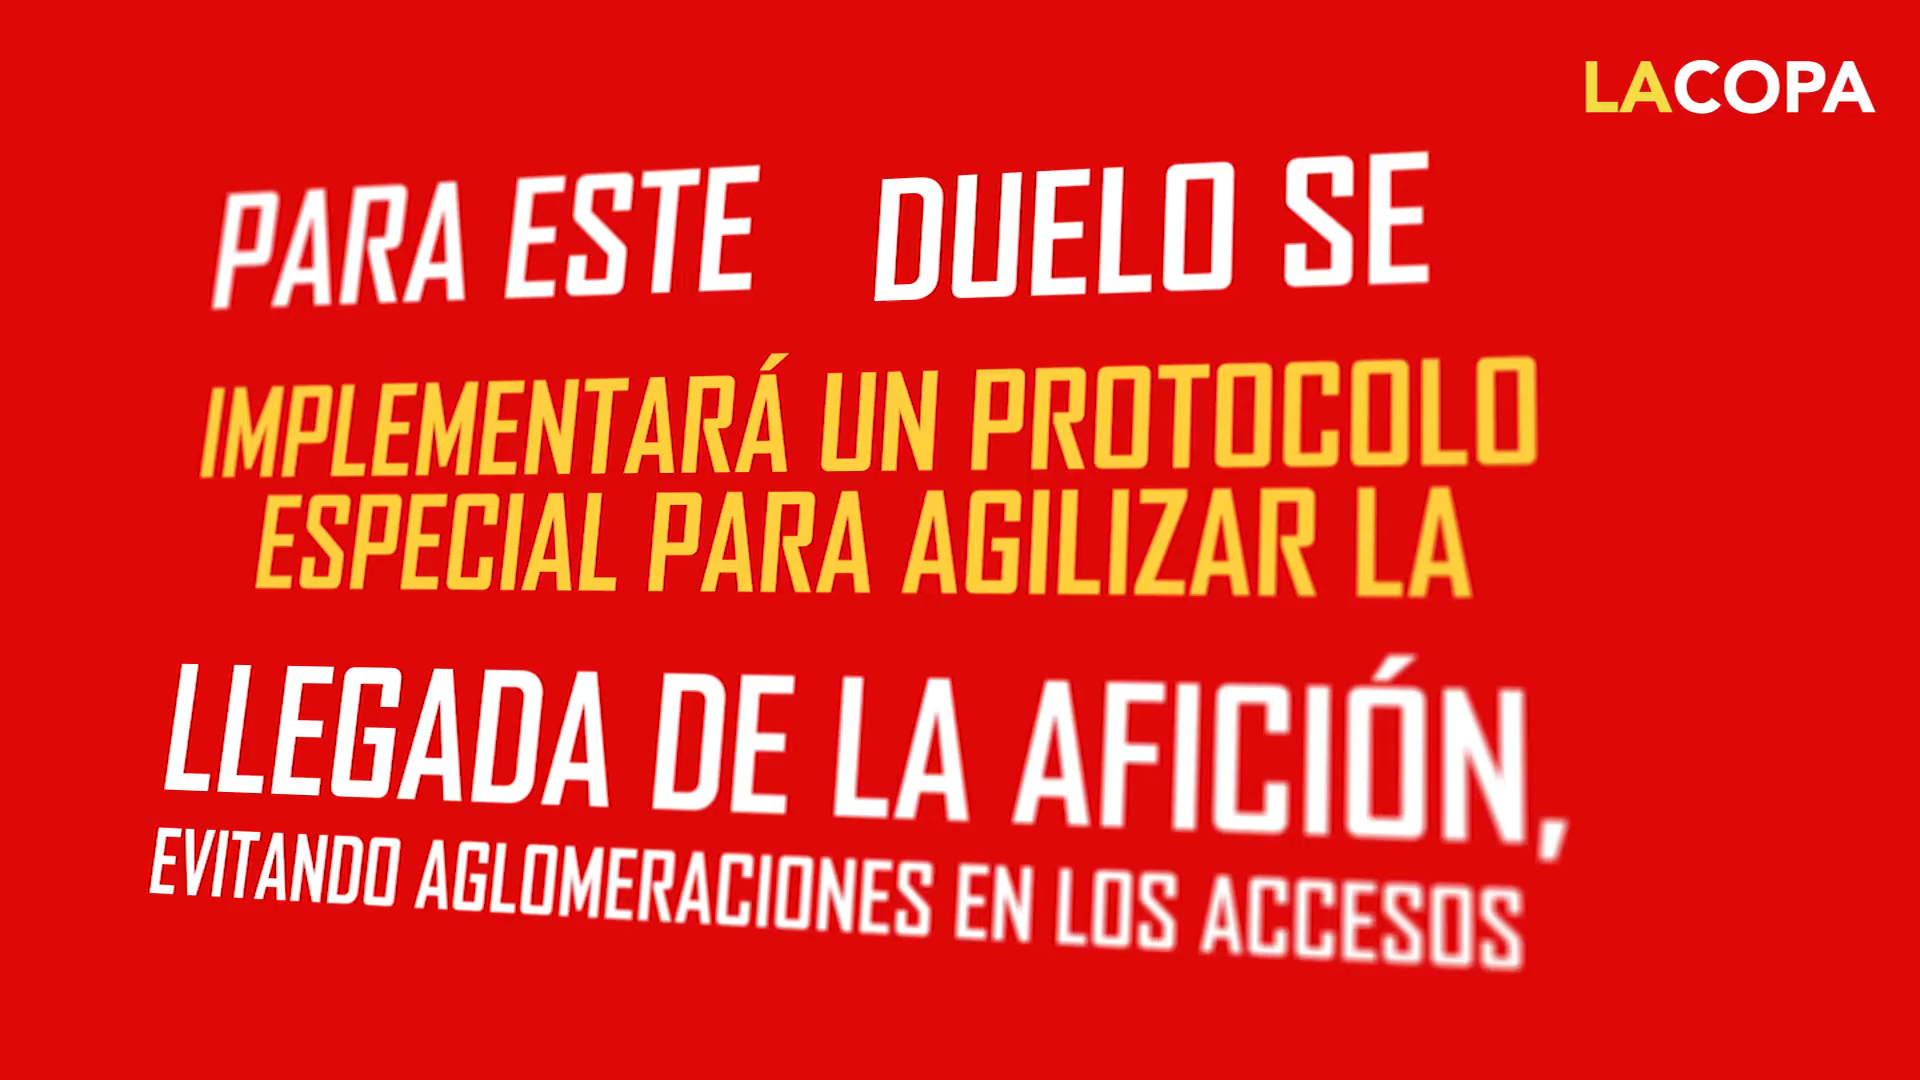 LACOPA
PARA ESTE DUELO SE
IMPLEMENTARÁ UN PROTOCOLO
ESPECIAL PARA AGILIZAR LA
LLEGADA DE LA AFICIÓN,
EVITANDO AGLOMERACIONES EN LOS ACCESOS